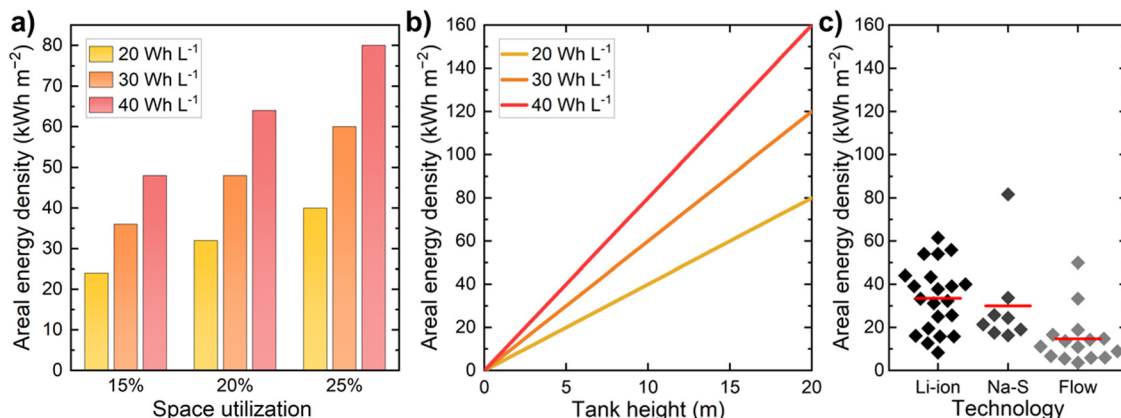 a)
Areal energy density (kWh m⁻²)
80
70
60
50
40
30
20
10
0
20 Wh L⁻¹
30 Wh L⁻¹
40 Wh L⁻¹
15%
20%
25%
Space utilization
b)
Areal energy density (kWh m⁻²)
160
140
120
100
80
60
40
20
0
20 Wh L⁻¹
30 Wh L⁻¹
40 Wh L⁻¹
0
5
10
15
20
Tank height (m)
c)
Areal energy density (kWh m⁻²)
160
140
120
100
80
60
40
20
0
Li-ion
Na-S
Flow
Technology